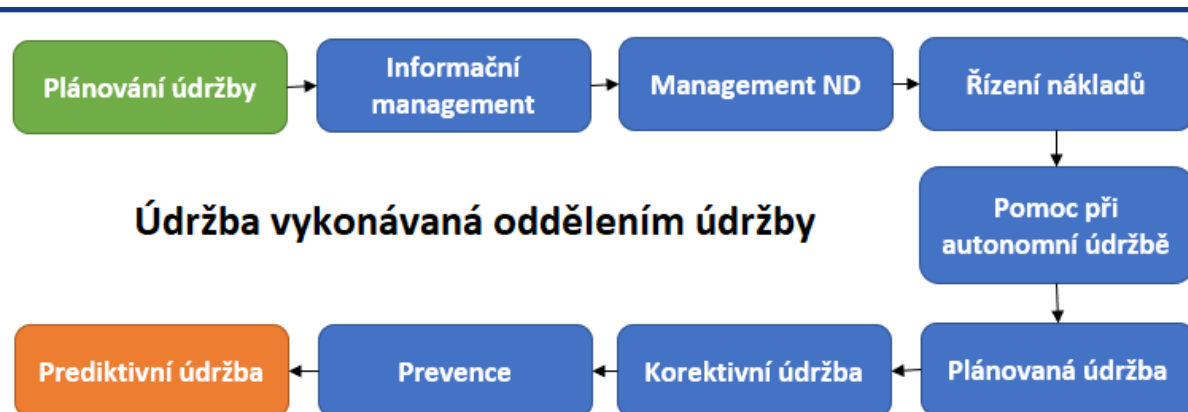 Plánování údržby
Informační
management
Management ND
Řízení nákladů
Údržba vykonávaná oddělením údržby
Pomoc při
autonomní údržbě
Prediktivní údržba
Prevence
Korektivní údržba
Plánovaná údržba